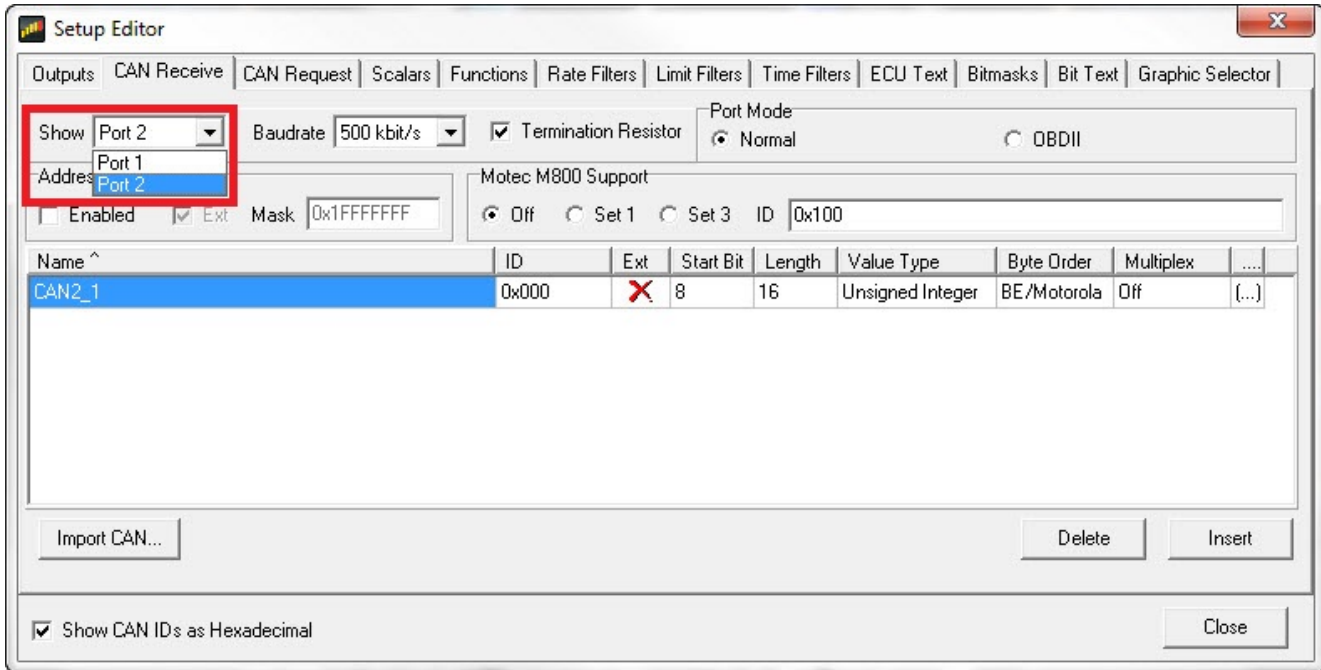 Setup Editor
Outputs CAN Receive CAN Request Scalars Functions Rate Filters Limit Filters Time Filters ECU Text Bitmasks Bit Text Graphic Selector
Show Port 2 Baudrate 500 kbit/s Termination Resistor Port Mode Normal OBDII
Port 1
Port 2
Motec M800 Support
Enabled Ext Mask 0x1FFFFFFF Off Set 1 Set 3 ID 0x100
Name ^ ID Ext Start Bit Length Value Type Byte Order Multiplex ....
CAN2_1 0x000 8 16 Unsigned Integer BE/Motorola Off (...)
Import CAN... Delete Insert
Show CAN IDs as Hexadecimal Close